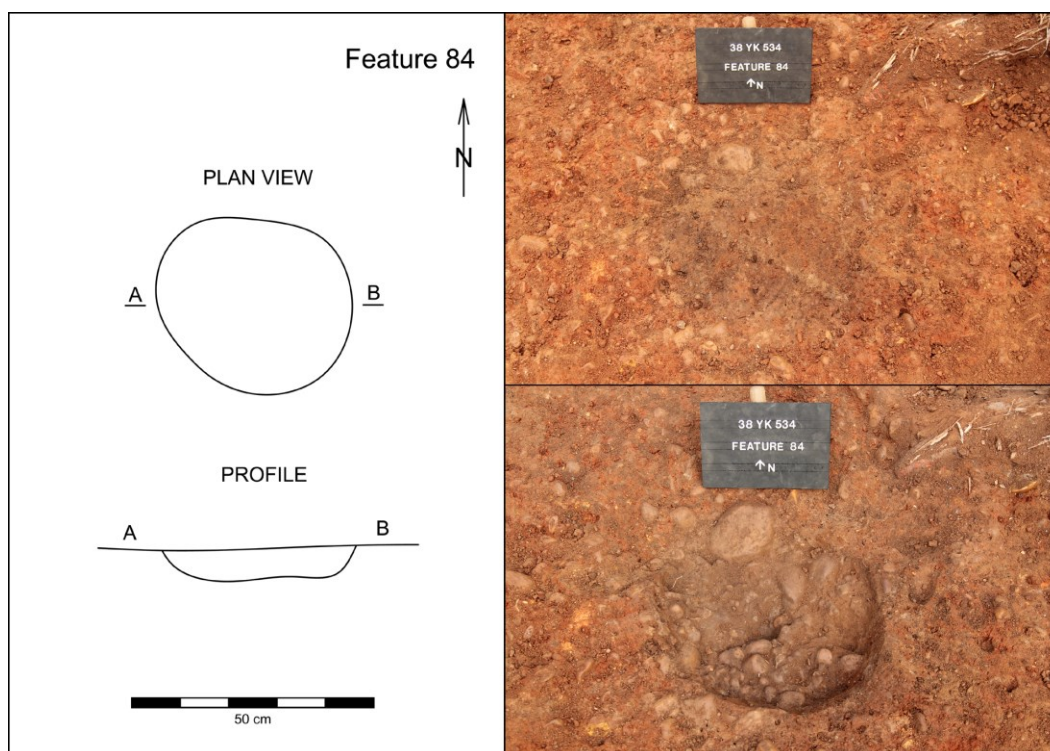 Feature 84
N
PLAN VIEW
A
B
PROFILE
A
B
50 cm
38 YK 534
FEATURE 84
↑N
38 YK 534
FEATURE 84
↑N